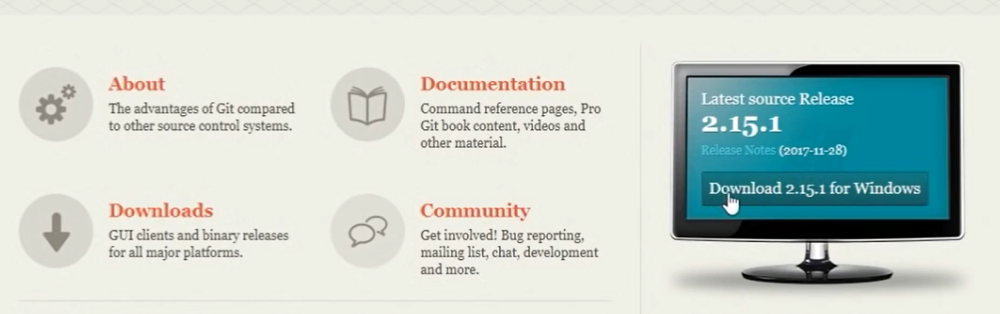 About
The advantages of Git compared
to other source control systems.
Documentation
Command reference pages, Pro
Git book content, videos and
other material.
Downloads
GUI clients and binary releases
for all major platforms.
Community
Get involved! Bug reporting,
mailing list, chat, development
and more.
Latest source Release
2.15.1
Release Notes (2017-11-28)
Download 2.15.1 for Windows